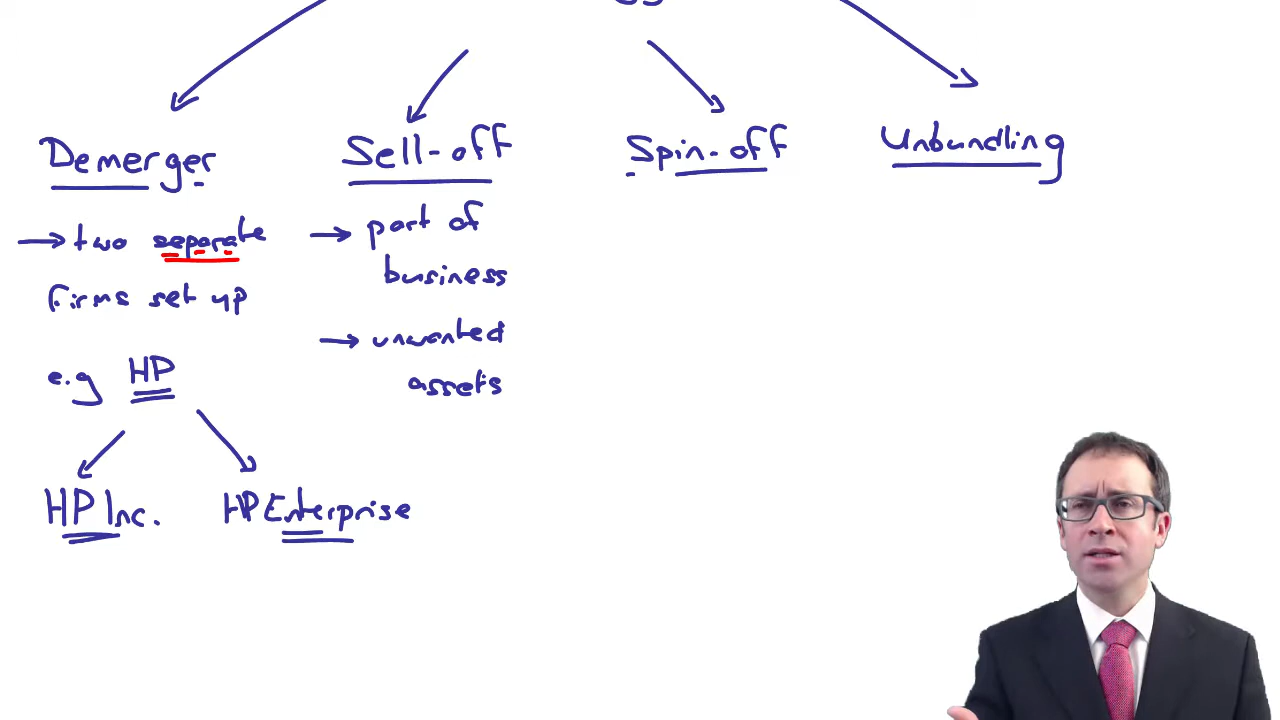 Demerger
→ two separate
firms set up
e.g HP
HP Inc.
HP Enterprise
Sell-off
→ part of
business
→ unwanted
assets
Spin-off
Unbundling